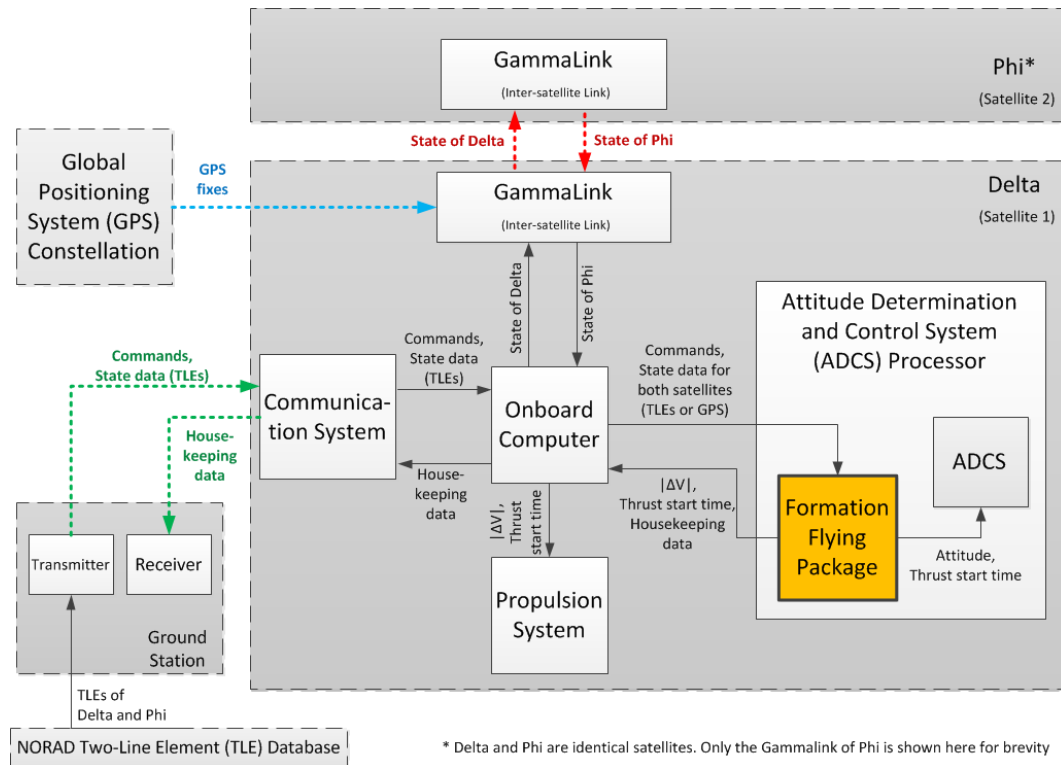 GammaLink
(Inter-satellite Link)
Phi*
(Satellite 2)
State of Delta
State of Phi
Global
Positioning
System (GPS)
Constellation
GPS
fixes
GammaLink
(Inter-satellite Link)
Delta
(Satellite 1)
State of Delta
State of Phi
Attitude Determination
and Control System
(ADCS) Processor
Commands,
State data (TLEs)
Commands,
State data
(TLEs)
Commands,
State data for
both satellites
(TLEs or GPS)
Communica-
tion System
Onboard
Computer
ADCS
House-
keeping
data
House-
keeping
data
|ΔV|,
Thrust
start time
|ΔV|,
Thrust start time,
Housekeeping
data
Formation
Flying
Package
Attitude,
Thrust start time
Transmitter
Receiver
Propulsion
System
Ground
Station
TLEs of
Delta and Phi
NORAD Two-Line Element (TLE) Database
* Delta and Phi are identical satellites. Only the Gammalink of Phi is shown here for brevity